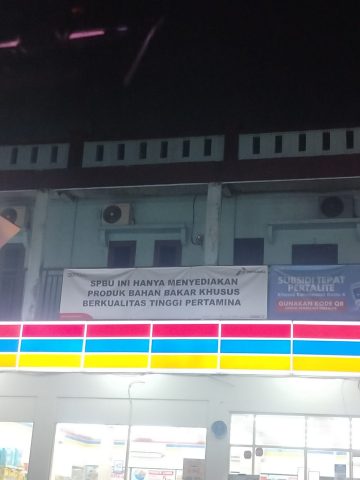 SPBU INI HANYA MENYEDIAKAN
PRODUK BAHAN BAKAR KHUSUS
BERKUALITAS TINGGI PERTAMINA
SUBSIDI TEPAT
PERTALITE
GUNAKAN KODE QR